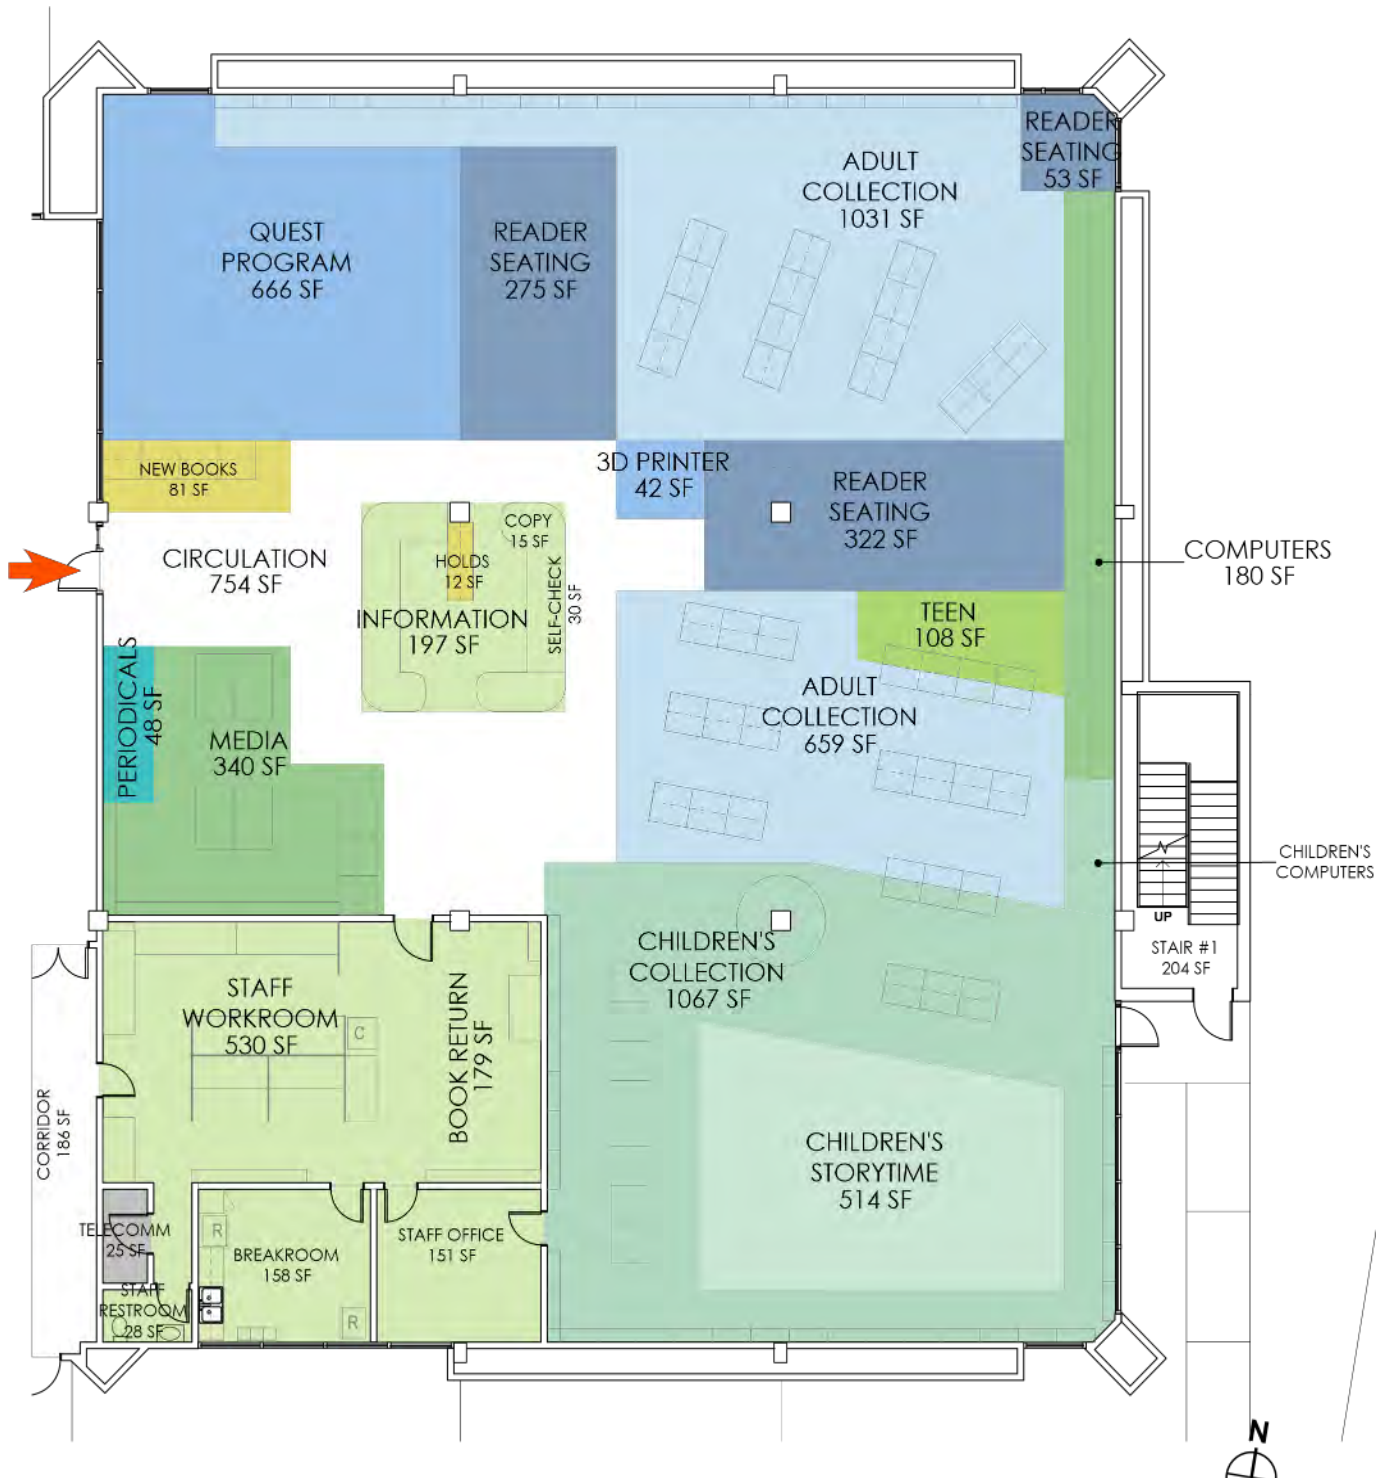 READER
SEATING
53 SF
ADULT
COLLECTION
1031 SF
QUEST
PROGRAM
666 SF
READER
SEATING
275 SF
NEW BOOKS
81 SF
3D PRINTER
42 SF
READER
SEATING
322 SF
COPY
15 SF
HOLDS
12 SF
SELF-CHECK
30 SF
CIRCULATION
754 SF
INFORMATION
197 SF
COMPUTERS
180 SF
TEEN
108 SF
PERIODICALS
48 SF
MEDIA
340 SF
ADULT
COLLECTION
659 SF
CHILDREN'S
COMPUTERS
UP
STAIR #1
204 SF
CHILDREN'S
COLLECTION
1067 SF
STAFF
WORKROOM
530 SF
C
BOOK RETURN
179 SF
CORRIDOR
186 SF
CHILDREN'S
STORYTIME
514 SF
TELECOMM
25 SF
R
BREAKROOM
158 SF
STAFF OFFICE
151 SF
STAFF
RESTROOM
28 SF
R
N